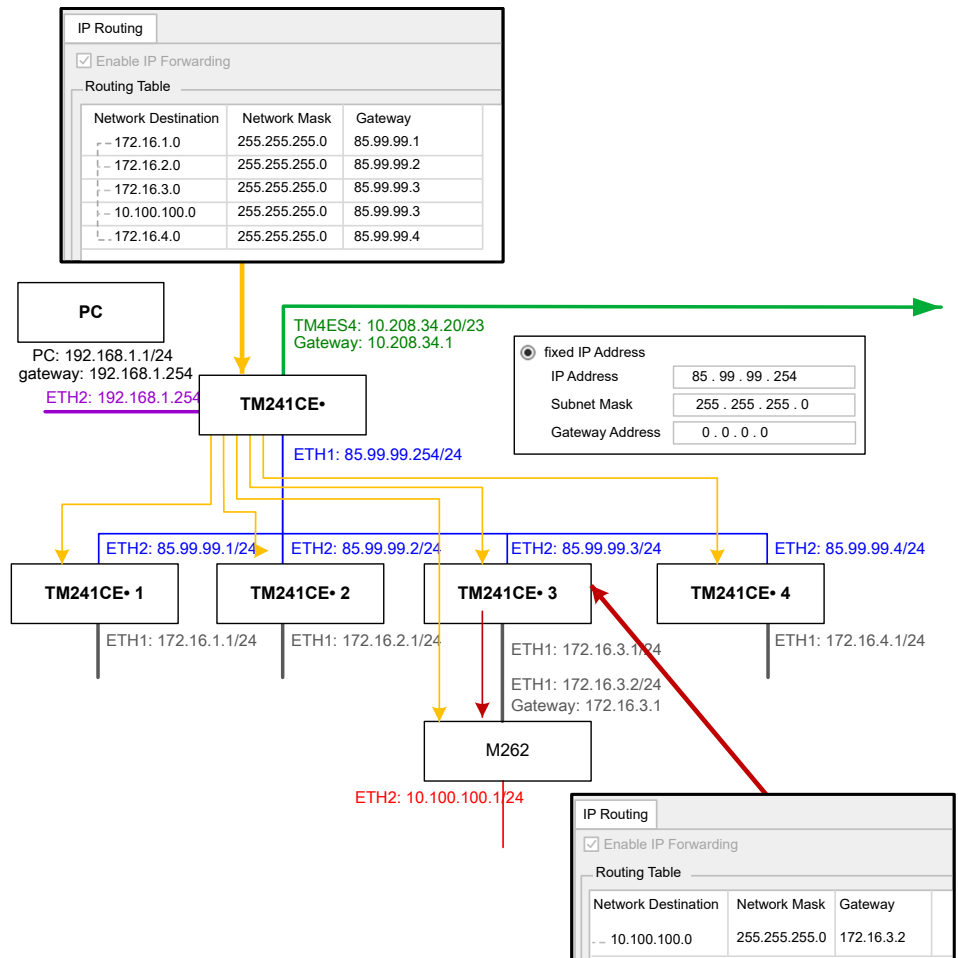 IP Routing
Enable IP Forwarding
Routing Table
Network Destination Network Mask Gateway
172.16.1.0 255.255.255.0 85.99.99.1
172.16.2.0 255.255.255.0 85.99.99.2
172.16.3.0 255.255.255.0 85.99.99.3
10.100.100.0 255.255.255.0 85.99.99.3
172.16.4.0 255.255.255.0 85.99.99.4
PC
PC: 192.168.1.1/24
gateway: 192.168.1.254
ETH2: 192.168.1.254
TM4ES4: 10.208.34.20/23
Gateway: 10.208.34.1
TM241CE•
ETH1: 85.99.99.254/24
fixed IP Address
IP Address 85 . 99 . 99 . 254
Subnet Mask 255 . 255 . 255 . 0
Gateway Address 0 . 0 . 0 . 0
ETH2: 85.99.99.1/24
ETH2: 85.99.99.2/24
ETH2: 85.99.99.3/24
ETH2: 85.99.99.4/24
TM241CE• 1
TM241CE• 2
TM241CE• 3
TM241CE• 4
ETH1: 172.16.1.1/24
ETH1: 172.16.2.1/24
ETH1: 172.16.3.1/24
ETH1: 172.16.4.1/24
ETH1: 172.16.3.2/24
Gateway: 172.16.3.1
M262
ETH2: 10.100.100.1/24
IP Routing
Enable IP Forwarding
Routing Table
Network Destination Network Mask Gateway
10.100.100.0 255.255.255.0 172.16.3.2